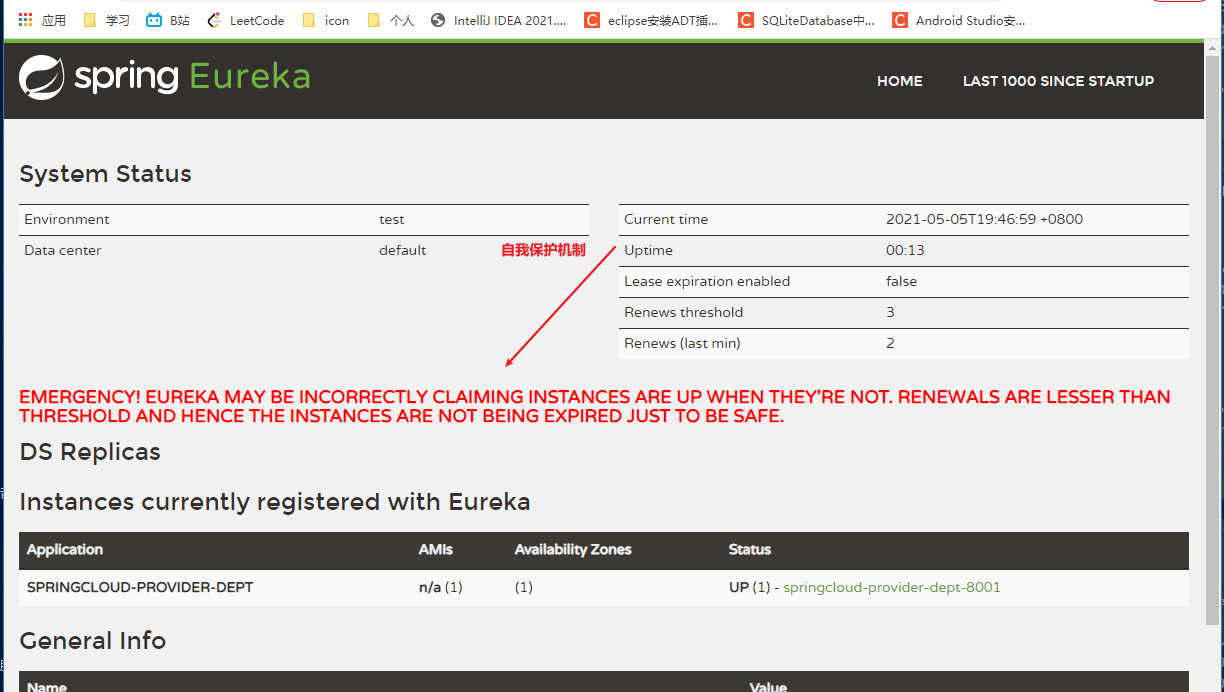 应用 学习 B站 LeetCode icon 个人 IntelliJ IDEA 2021.... eclipse安装ADT插... SQLiteDatabase中... Android Studio安...
spring Eureka HOME LAST 1000 SINCE STARTUP
System Status
Environment test
Data center default
自我保护机制
Current time 2021-05-05T19:46:59 +0800
Uptime 00:13
Lease expiration enabled false
Renews threshold 3
Renews (last min) 2
EMERGENCY! EUREKA MAY BE INCORRECTLY CLAIMING INSTANCES ARE UP WHEN THEY'RE NOT. RENEWALS ARE LESSER THAN
THRESHOLD AND HENCE THE INSTANCES ARE NOT BEING EXPIRED JUST TO BE SAFE.
DS Replicas
Instances currently registered with Eureka
Application AMIs Availability Zones Status
SPRINGCLOUD-PROVIDER-DEPT n/a (1) (1) UP (1) - springcloud-provider-dept-8001
General Info
Name Value